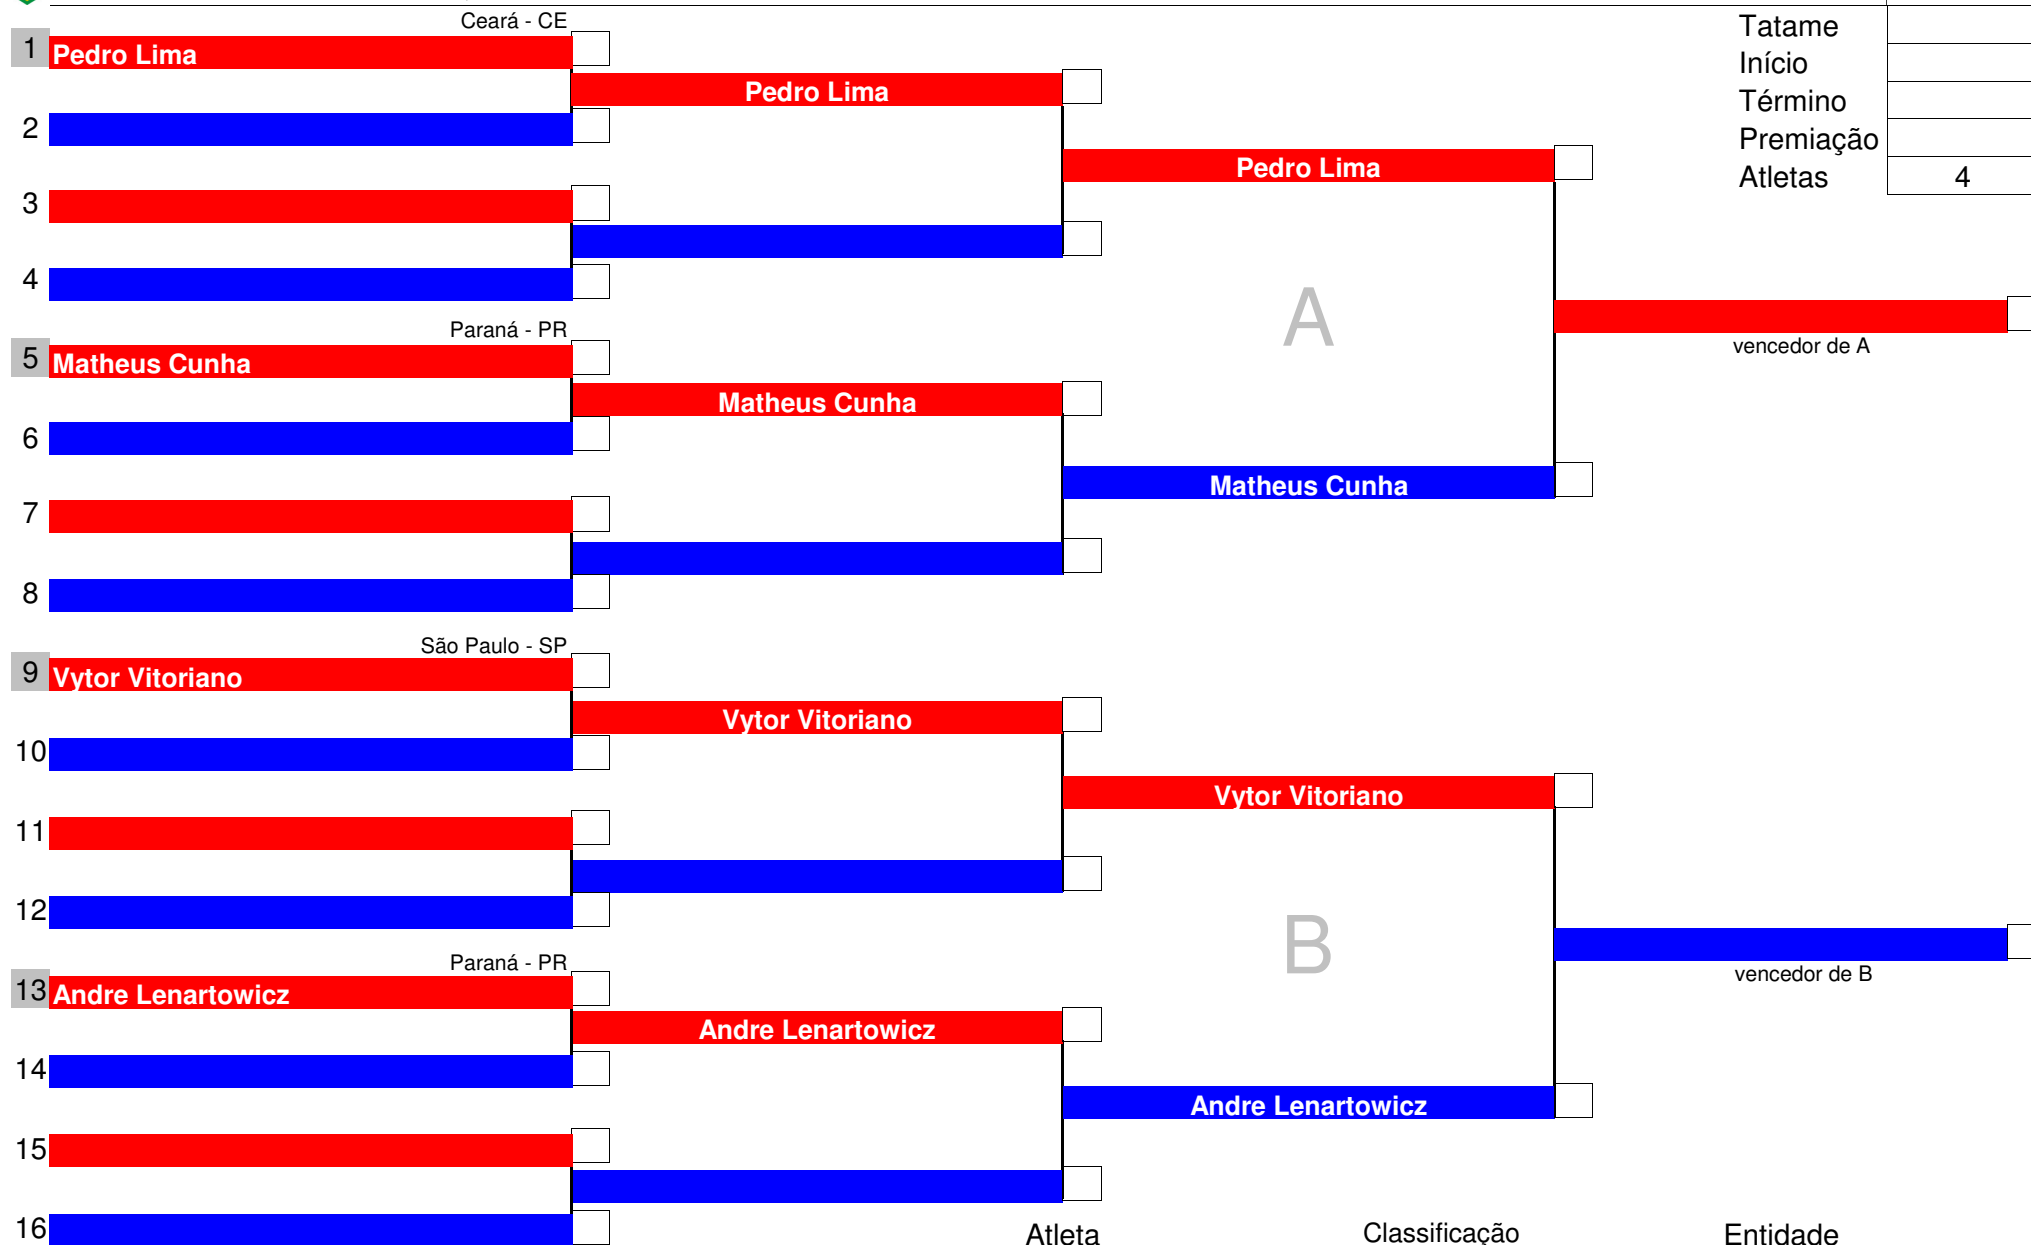 Ceará - CE
Tatame
1 Pedro Lima
Início
Pedro Lima
Término
2
Premiação
Pedro Lima
Atletas 4
3
4
A
Paraná - PR
vencedor de A
5 Matheus Cunha
Matheus Cunha
6
Matheus Cunha
7
8
São Paulo - SP
9 Vytor Vitoriano
Vytor Vitoriano
10
Vytor Vitoriano
11
12
B
Paraná - PR
vencedor de B
13 Andre Lenartowicz
Andre Lenartowicz
14
Andre Lenartowicz
15
16
Atleta Classificação Entidade